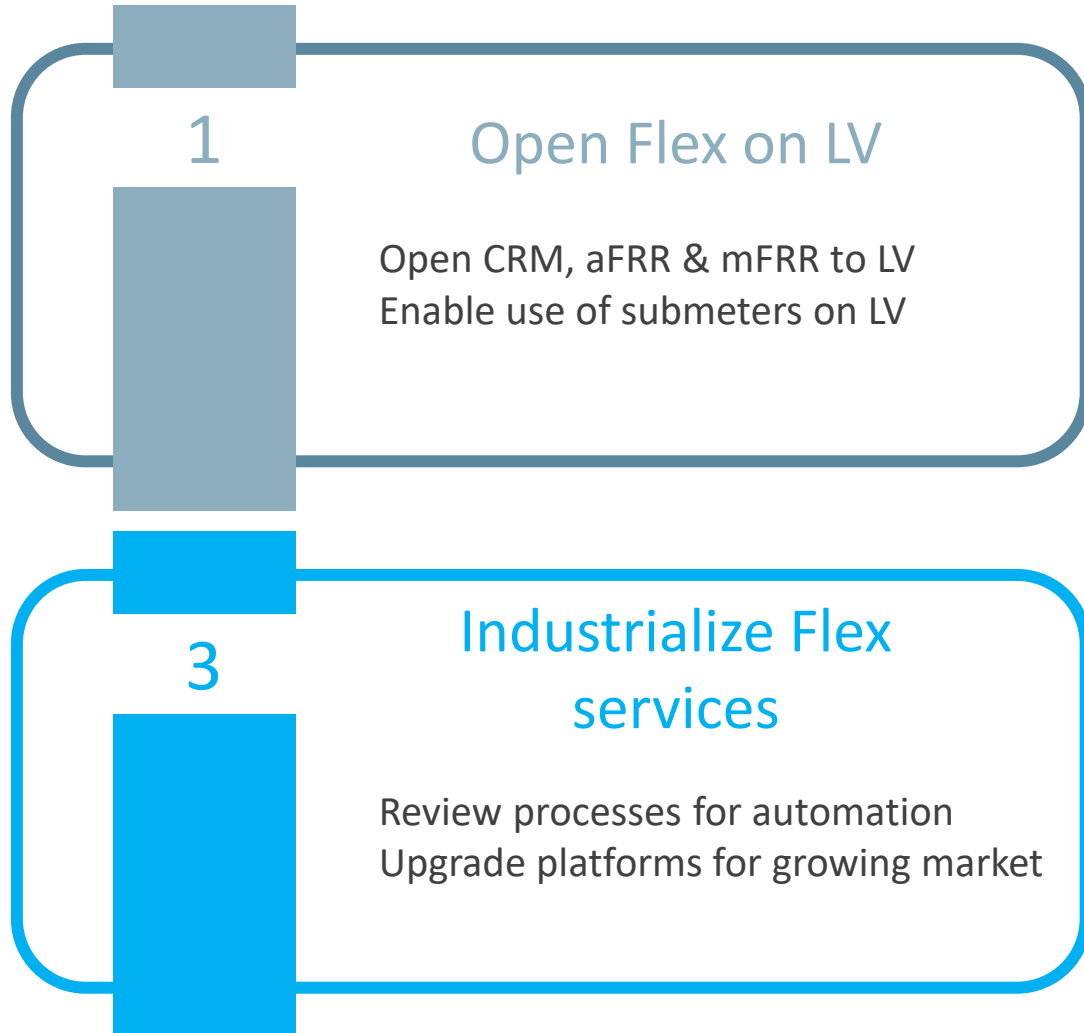 1
Open Flex on LV
Open CRM, aFRR & mFRR to LV
Enable use of submeters on LV
3
Industrialize Flex
services
Review processes for automation
Upgrade platforms for growing market